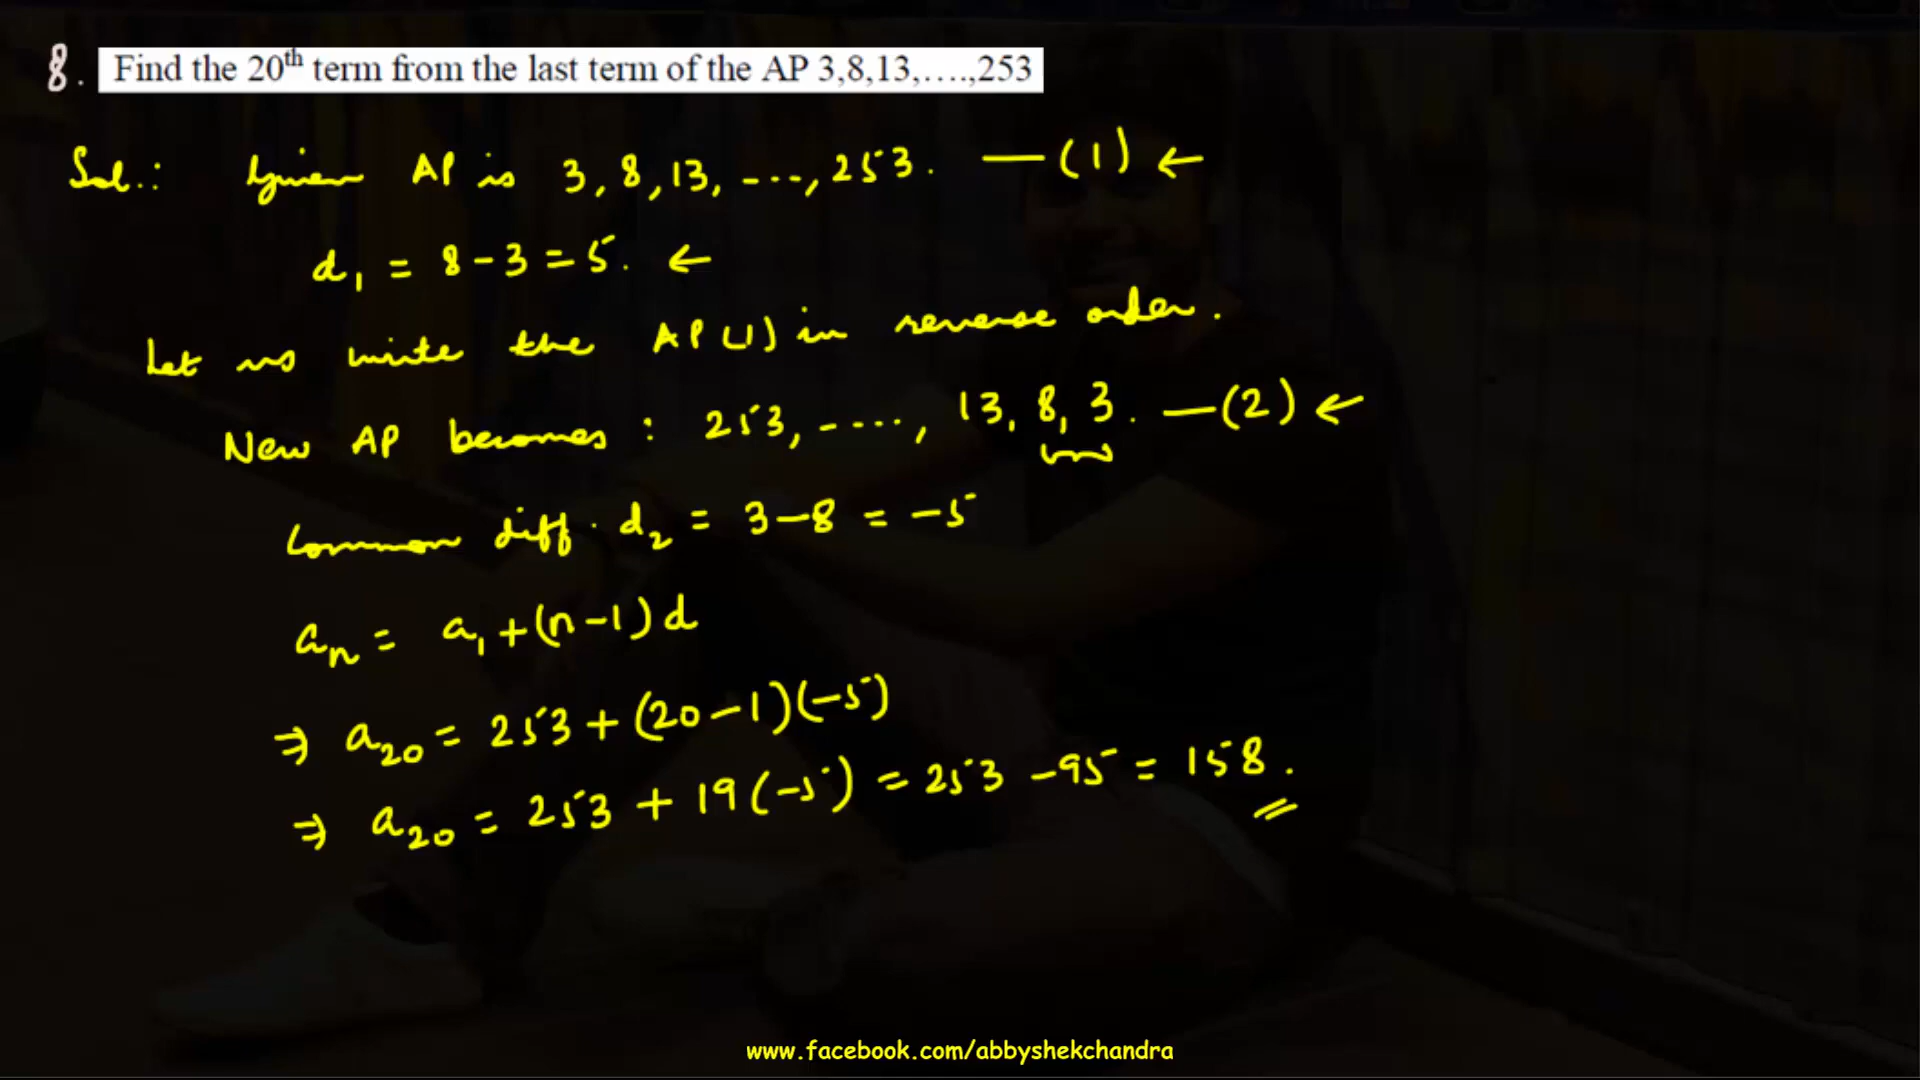 8. Find the 20th term from the last term of the AP 3,8,13,….,253
Sol.: Given AP is 3, 8, 13, ---, 253. —(1) ←
d₁ = 8 - 3 = 5. ←
Let us write the AP (1) in reverse order.
New AP becomes : 253, ----, 13, 8, 3. —(2) ←
Common diff. d₂ = 3 - 8 = -5
aₙ = a₁ + (n-1) d
⇒ a₂₀ = 253 + (20-1)(-5)
⇒ a₂₀ = 253 + 19(-5) = 253 - 95 = 158.
www.facebook.com/abbyshekchandra